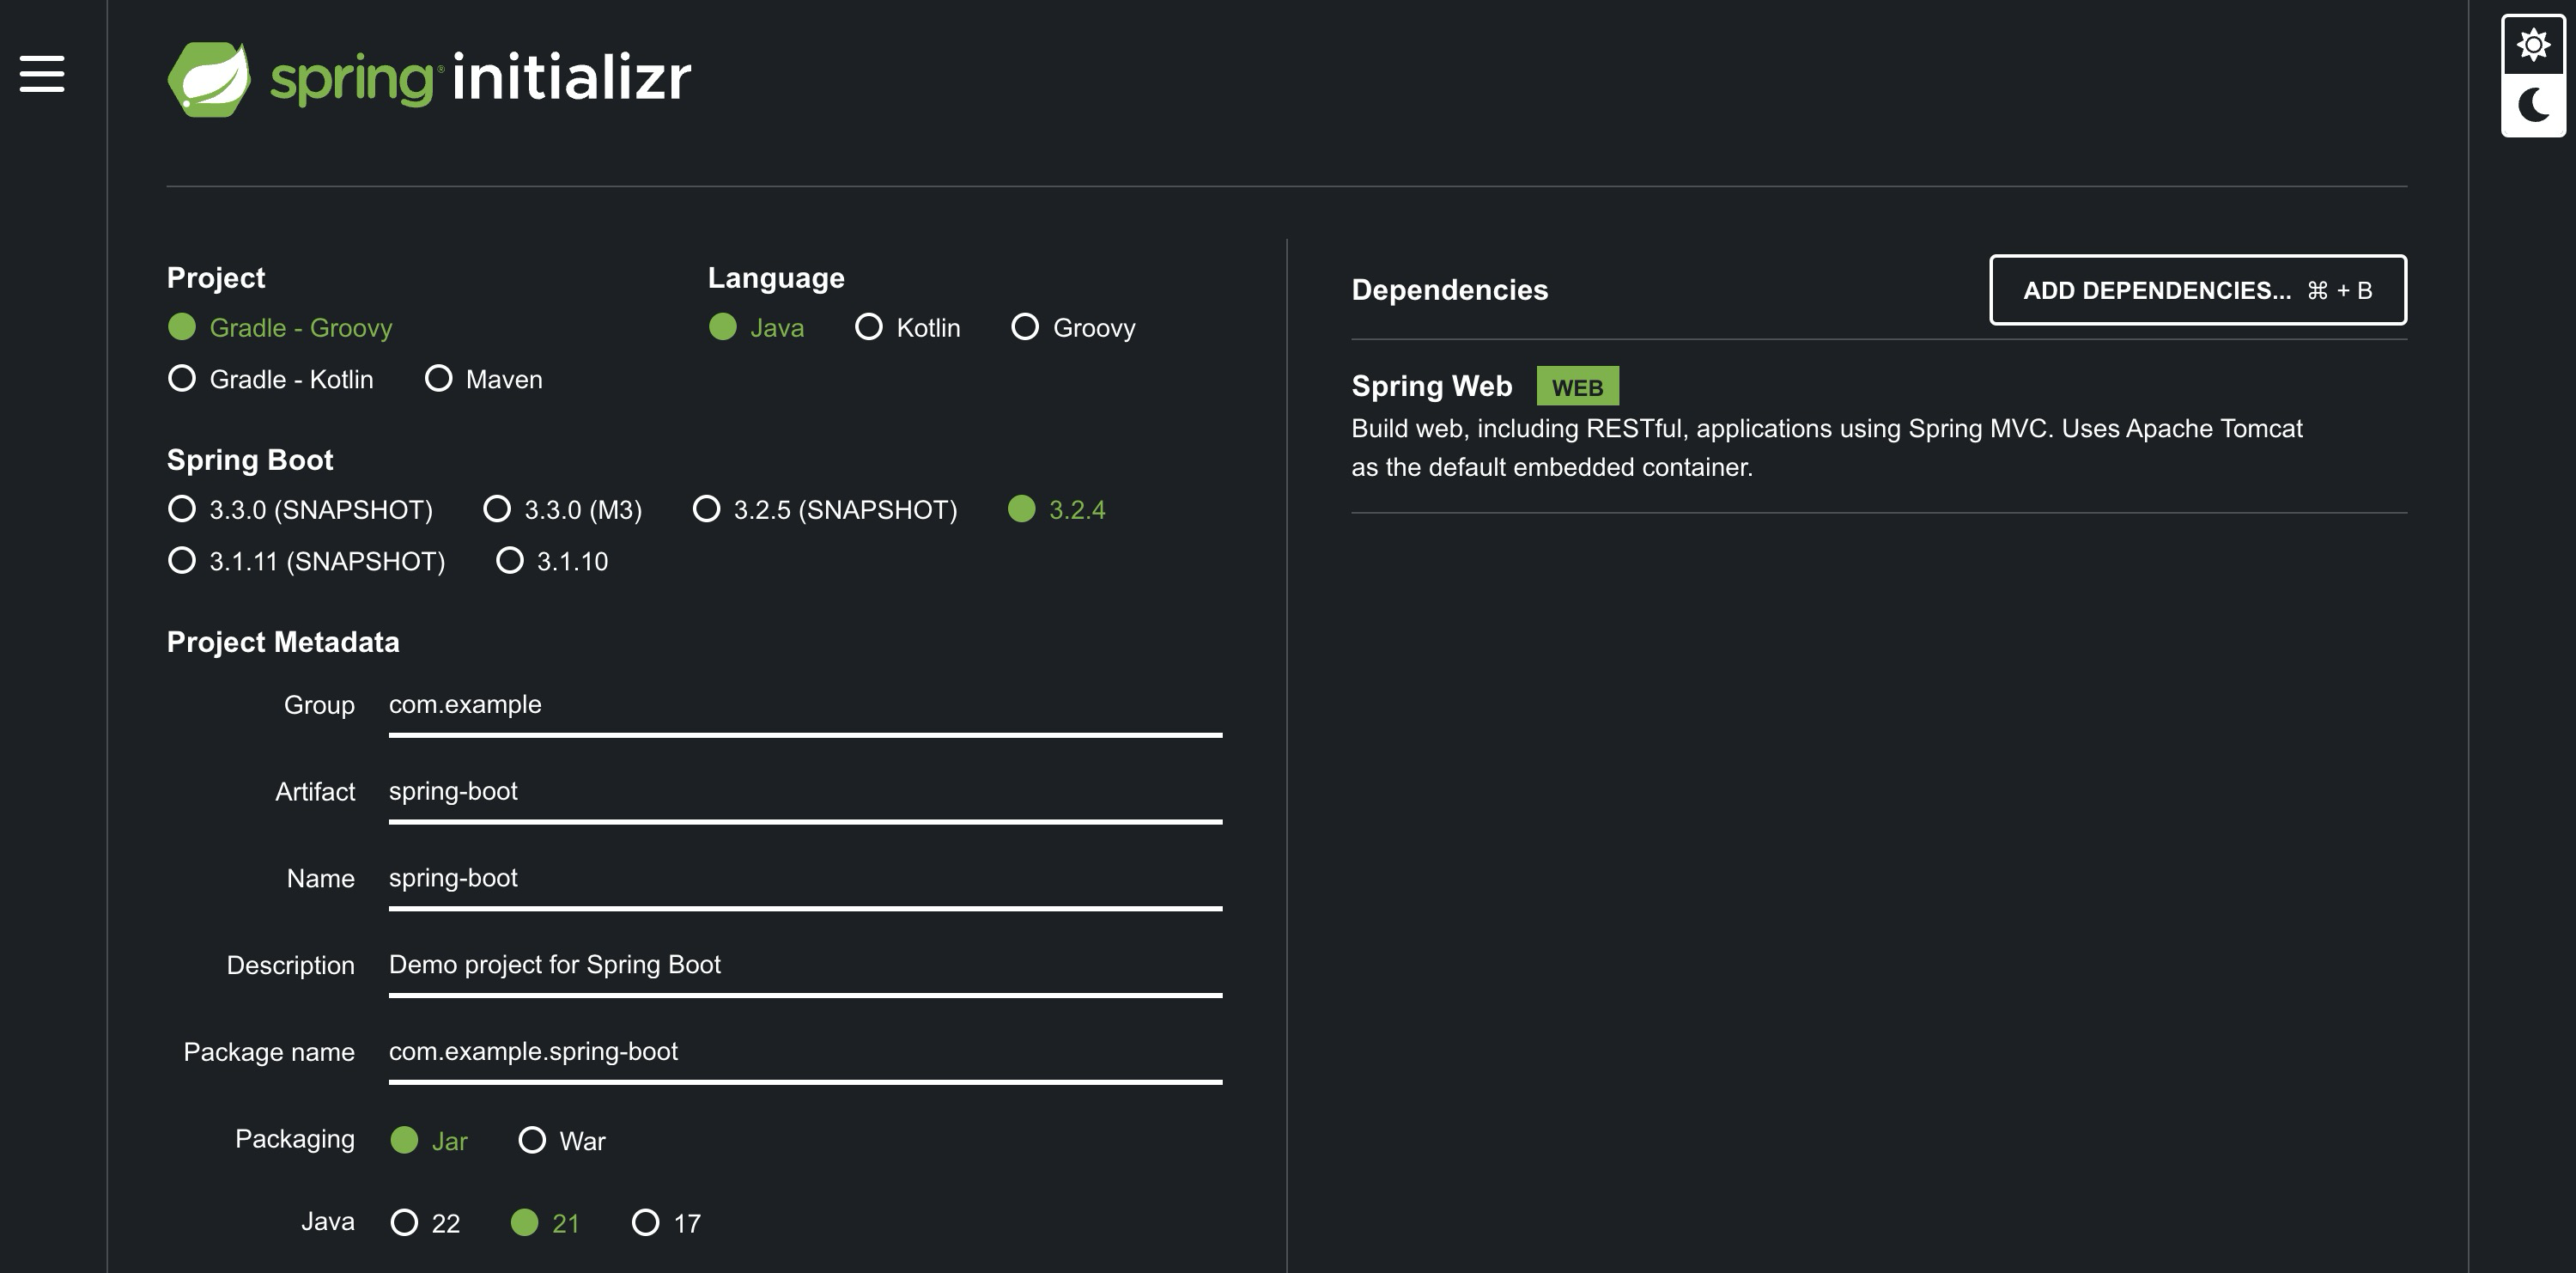 spring initializr
Project
Gradle - Groovy
Gradle - Kotlin Maven
Language
Java Kotlin Groovy
Spring Boot
3.3.0 (SNAPSHOT) 3.3.0 (M3) 3.2.5 (SNAPSHOT) 3.2.4
3.1.11 (SNAPSHOT) 3.1.10
Project Metadata
Group com.example
Artifact spring-boot
Name spring-boot
Description Demo project for Spring Boot
Package name com.example.spring-boot
Packaging Jar War
Java 22 21 17
Dependencies ADD DEPENDENCIES... ⌘ + B
Spring Web WEB
Build web, including RESTful, applications using Spring MVC. Uses Apache Tomcat
as the default embedded container.